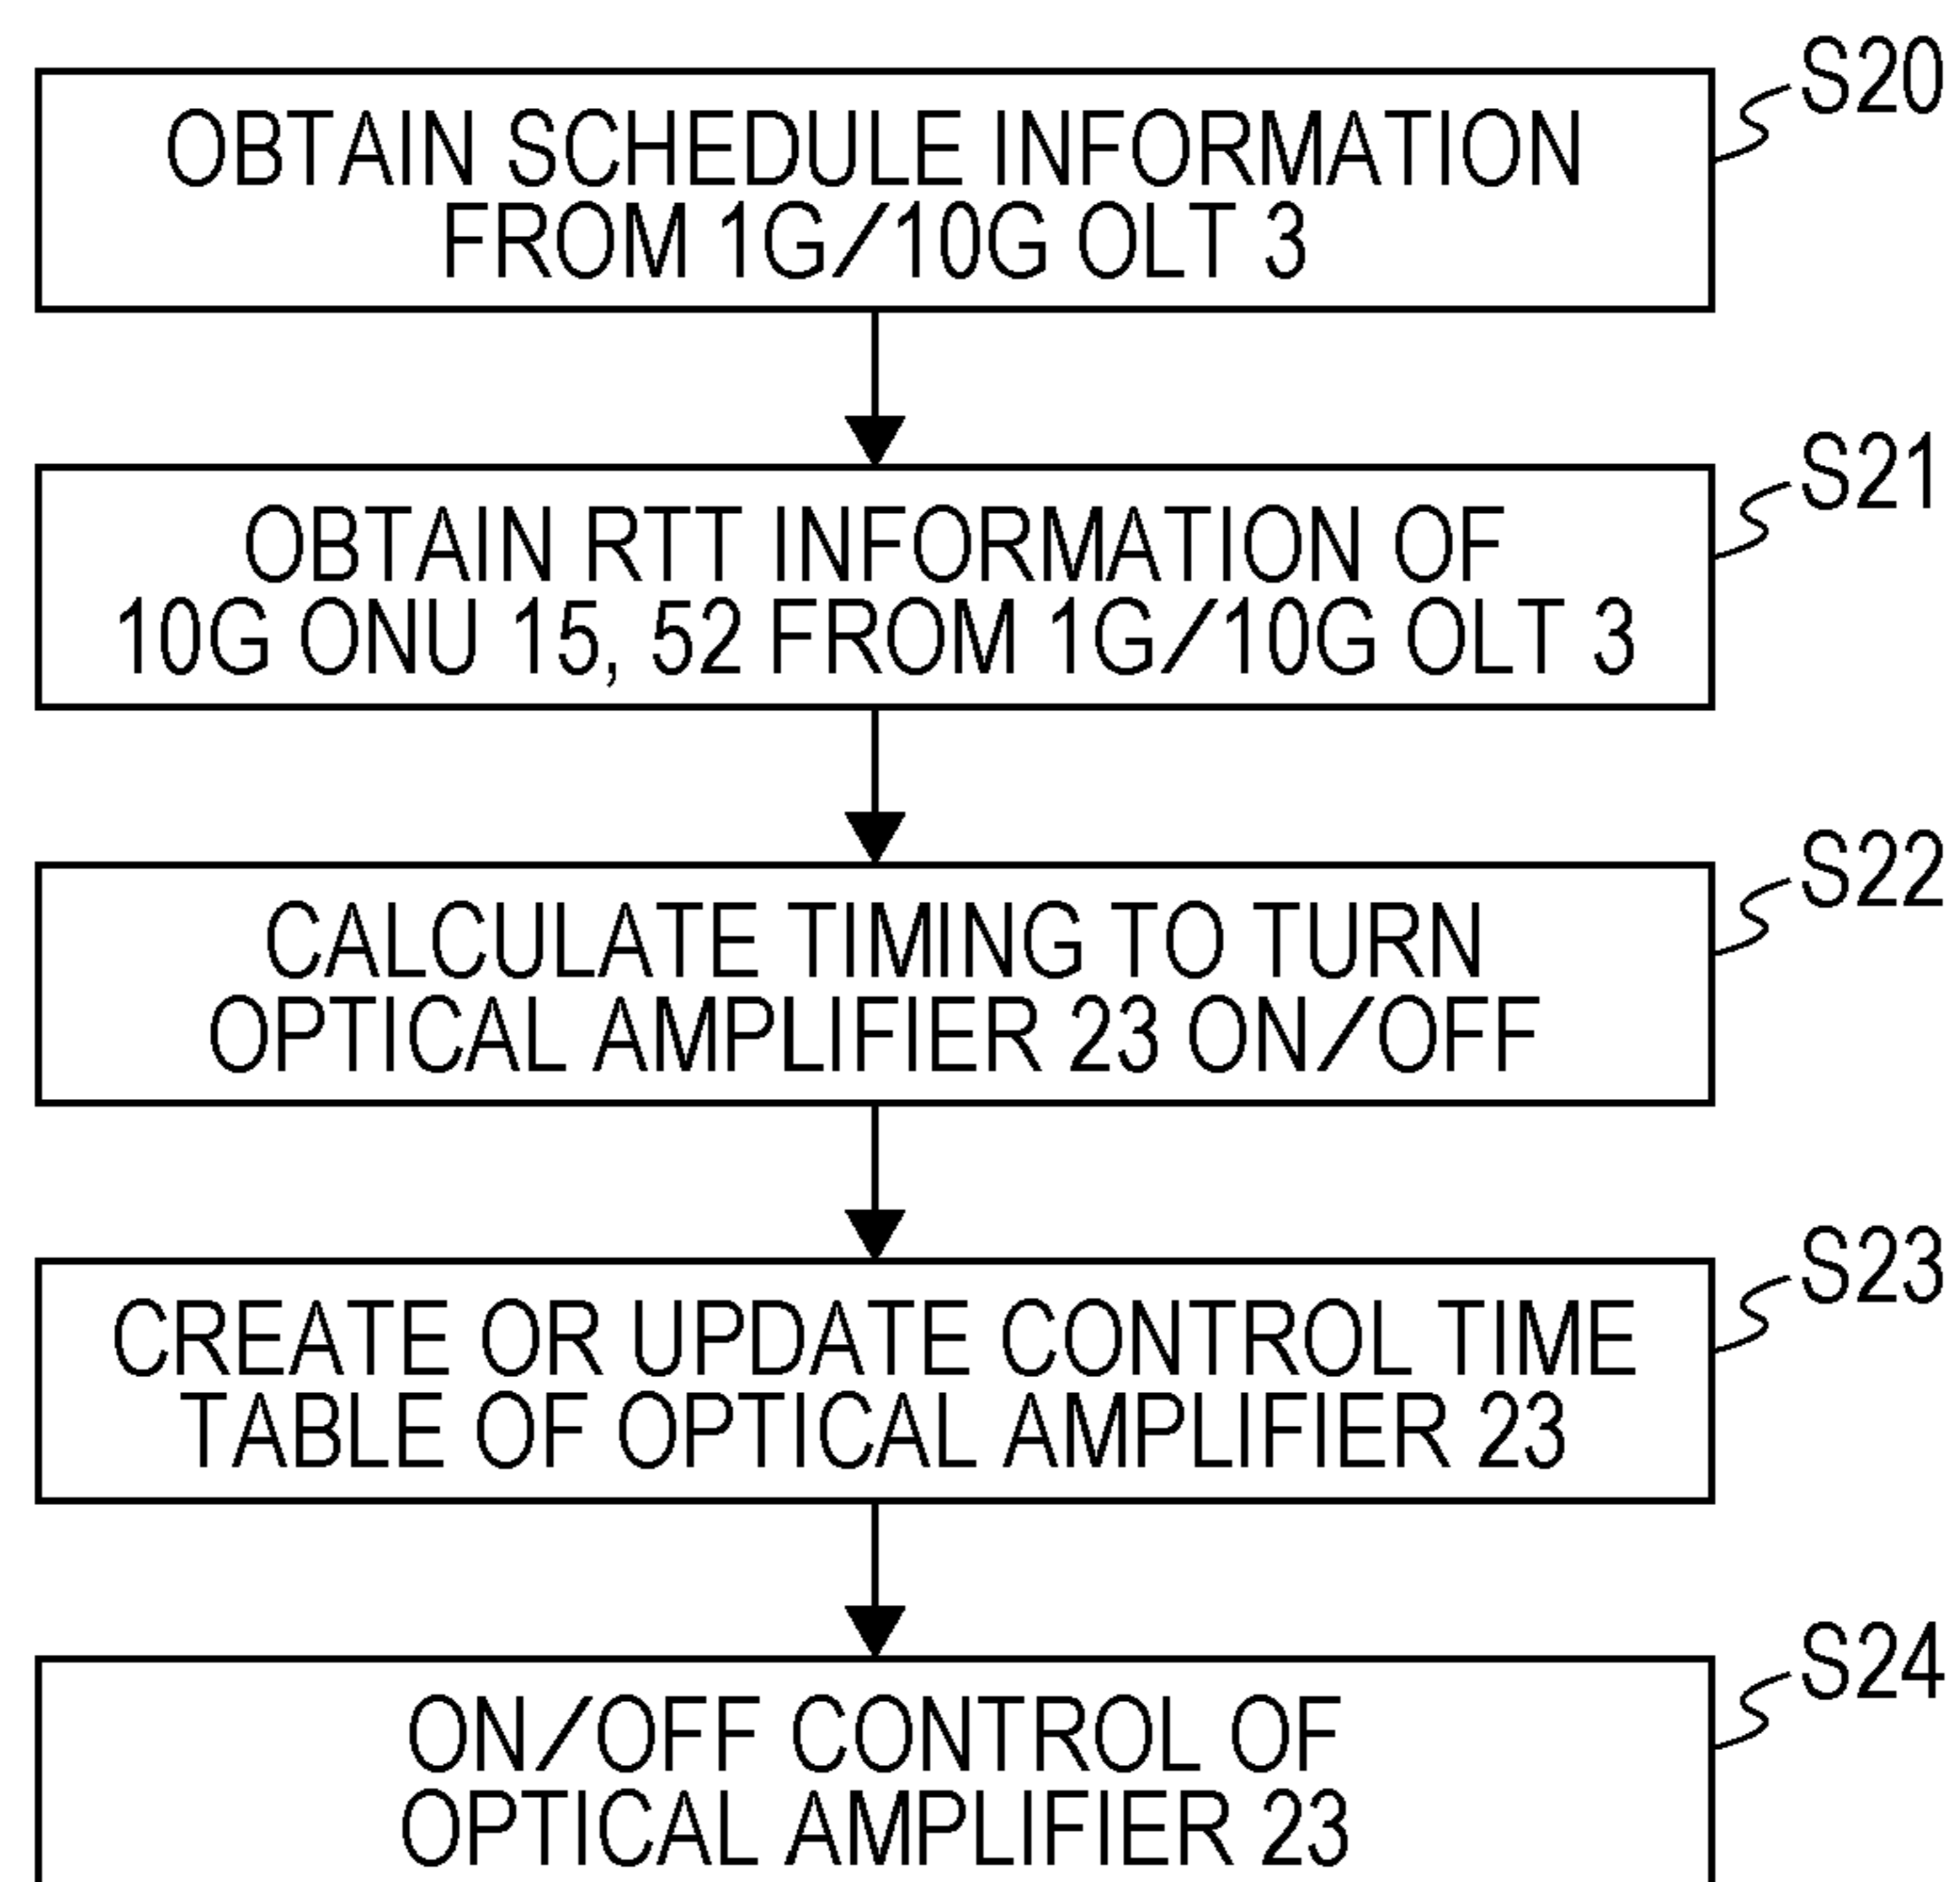 S20
OBTAIN SCHEDULE INFORMATION
FROM 1G/10G OLT 3
S21
OBTAIN RTT INFORMATION OF
10G ONU 15, 52 FROM 1G/10G OLT 3
S22
CALCULATE TIMING TO TURN
OPTICAL AMPLIFIER 23 ON/OFF
S23
CREATE OR UPDATE CONTROL TIME
TABLE OF OPTICAL AMPLIFIER 23
S24
ON/OFF CONTROL OF
OPTICAL AMPLIFIER 23